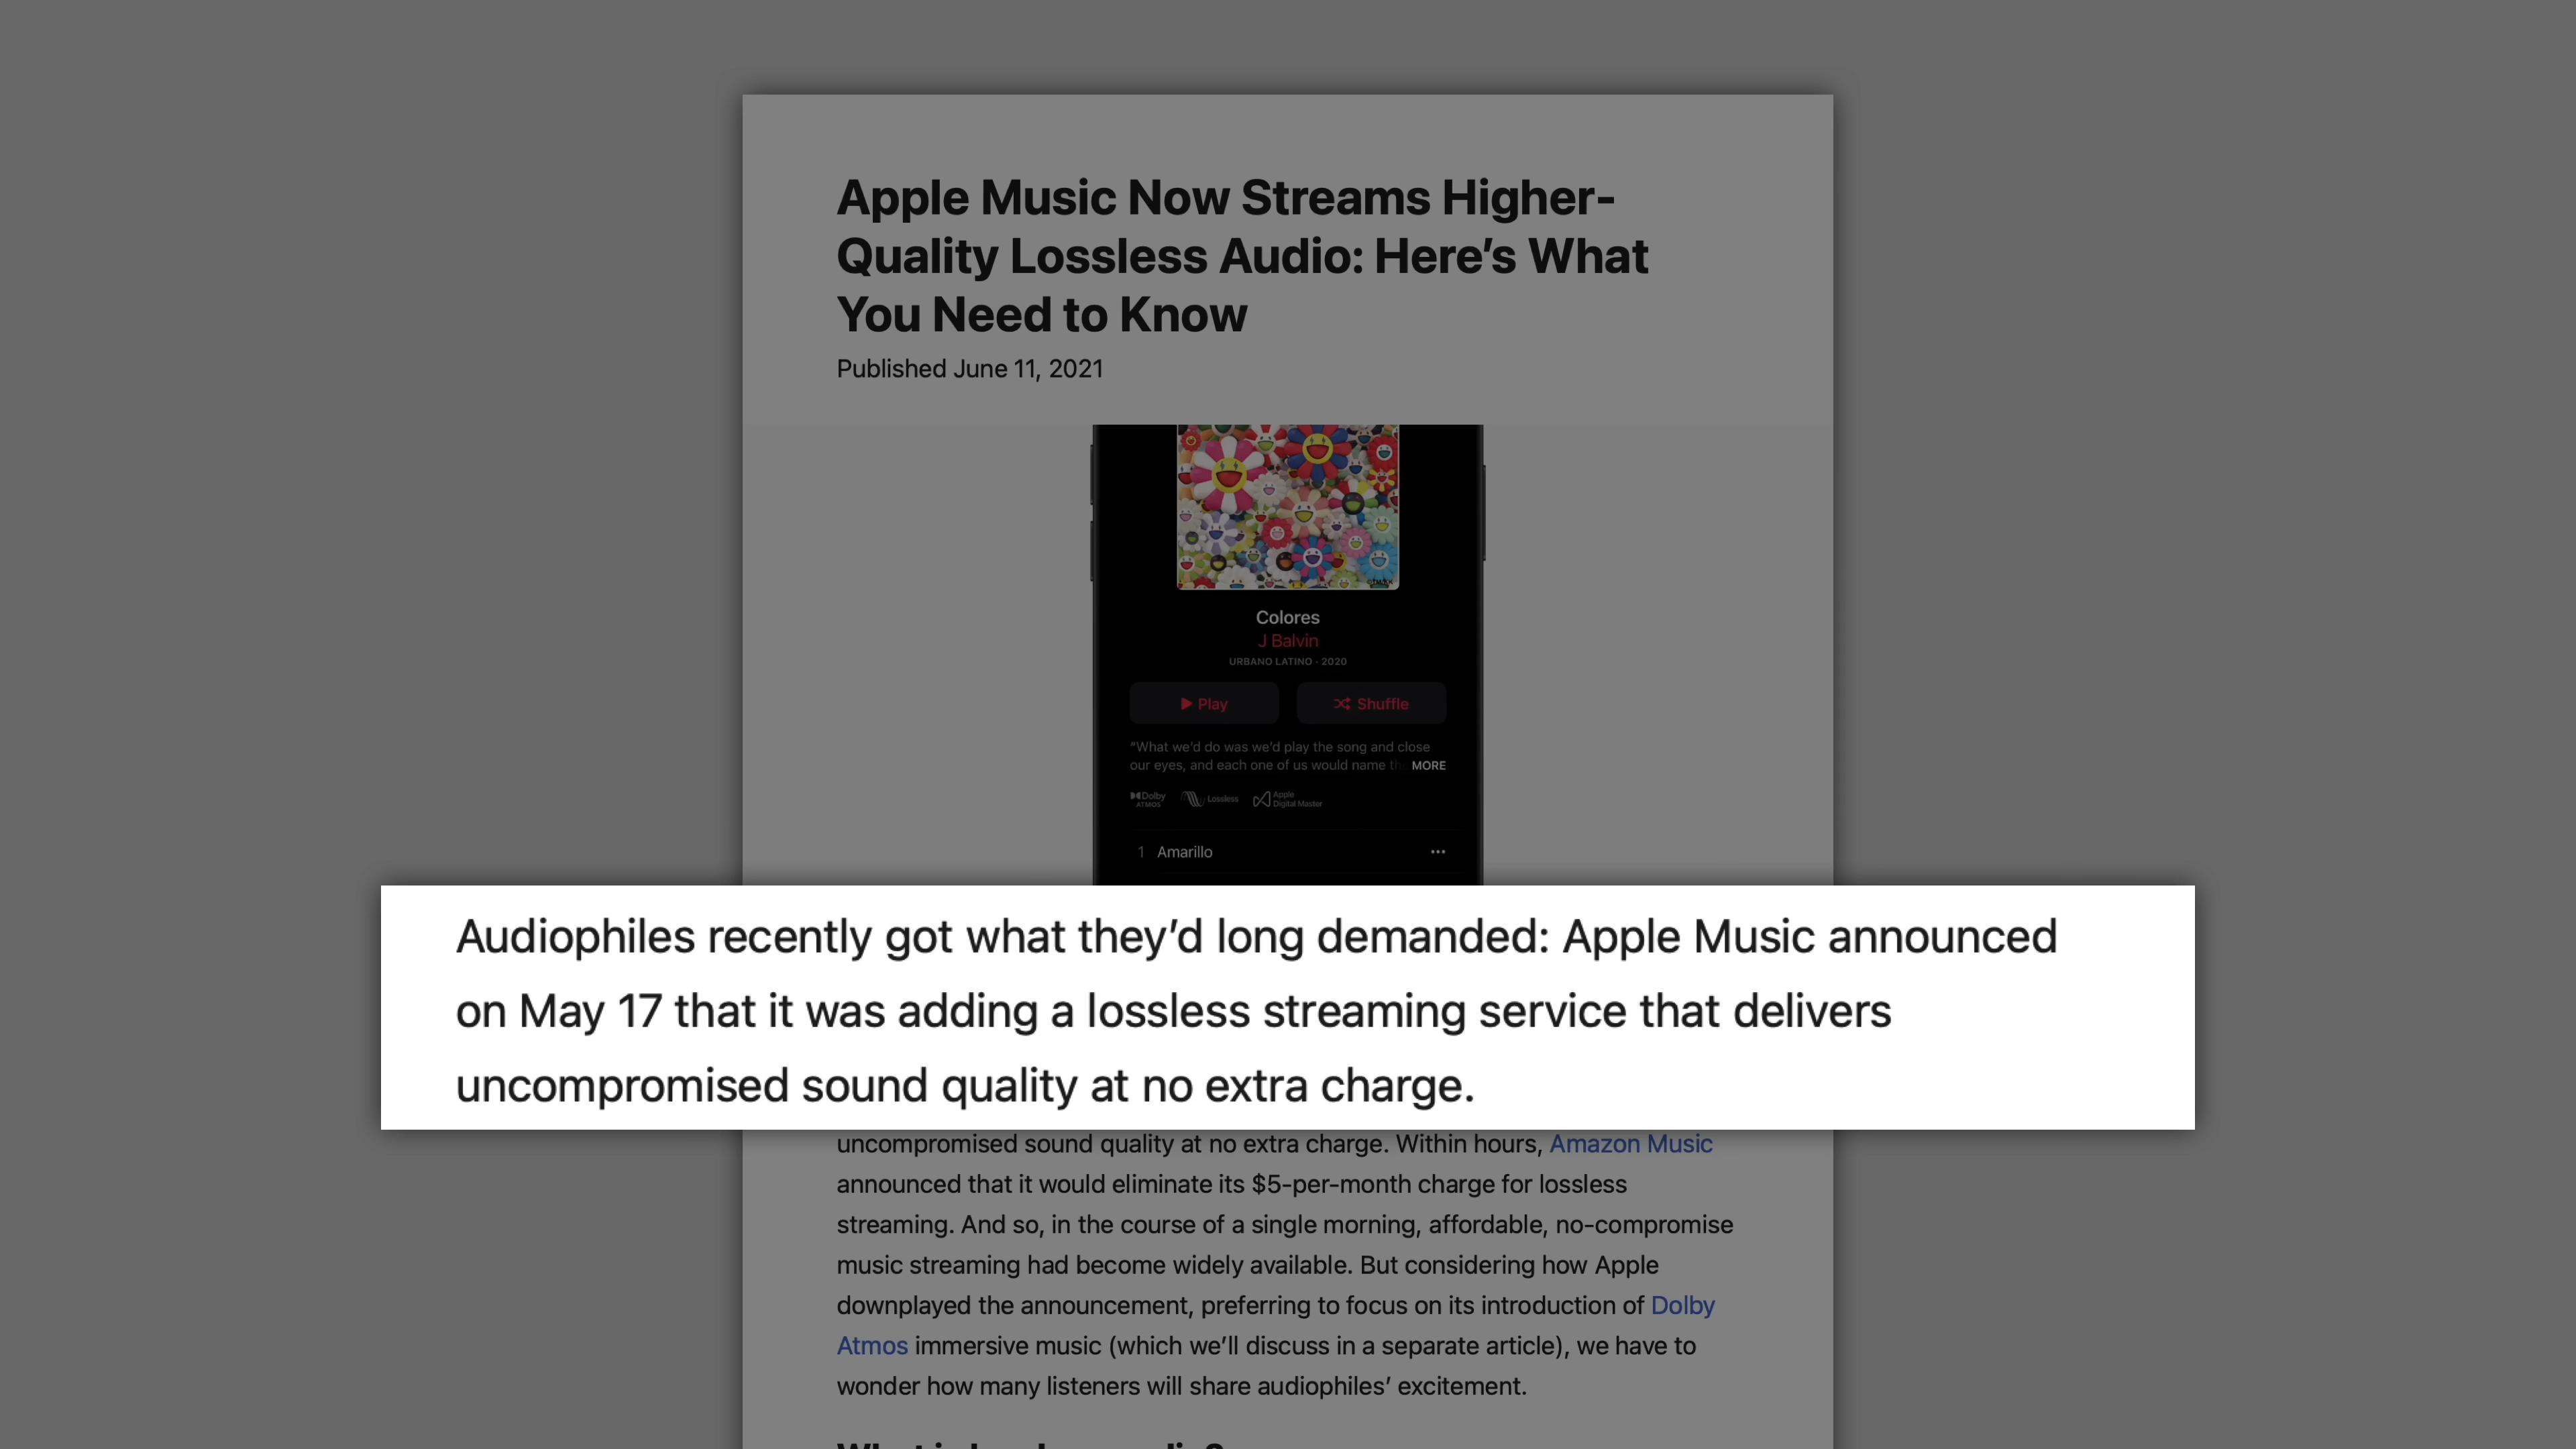 Apple Music Now Streams Higher-
Quality Lossless Audio: Here’s What
You Need to Know
Published June 11, 2021
Colores
J Balvin
URBANO LATINO · 2020
Play
Shuffle
“What we’d do was we’d play the song and close
our eyes, and each one of us would name MORE
Dolby
ATMOS
Lossless
Apple
Digital Master
1 Amarillo
Audiophiles recently got what they’d long demanded: Apple Music announced
on May 17 that it was adding a lossless streaming service that delivers
uncompromised sound quality at no extra charge.
uncompromised sound quality at no extra charge. Within hours, Amazon Music
announced that it would eliminate its $5-per-month charge for lossless
streaming. And so, in the course of a single morning, affordable, no-compromise
music streaming had become widely available. But considering how Apple
downplayed the announcement, preferring to focus on its introduction of Dolby
Atmos immersive music (which we’ll discuss in a separate article), we have to
wonder how many listeners will share audiophiles’ excitement.